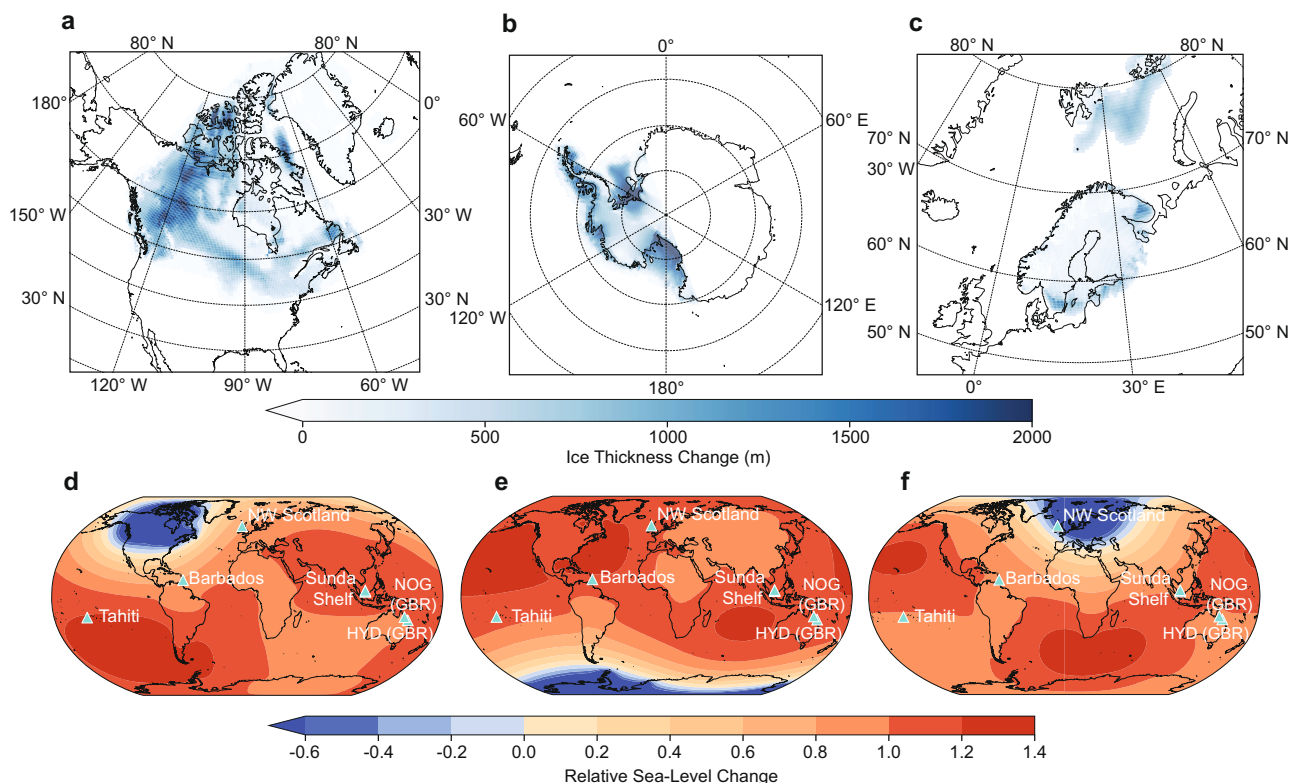 a
80° N
80° N
180°
0°
150° W
30° W
30° N
30° N
120° W
90° W
60° W
b
0°
60° W
60° E
120° W
120° E
180°
c
80° N
80° N
70° N
70° N
30° W
60° N
60° N
50° N
50° N
0°
30° E
0
500
1000
1500
2000
Ice Thickness Change (m)
d
NW Scotland
Barbados
Sunda
Shelf
NOG
(GBR)
Tahiti
HYD (GBR)
e
NW Scotland
Barbados
Sunda
Shelf
NOG
(GBR)
Tahiti
HYD (GBR)
f
NW Scotland
Barbados
Sunda
Shelf
NOG
(GBR)
Tahiti
HYD (GBR)
-0.6
-0.4
-0.2
0.0
0.2
0.4
0.6
0.8
1.0
1.2
1.4
Relative Sea-Level Change